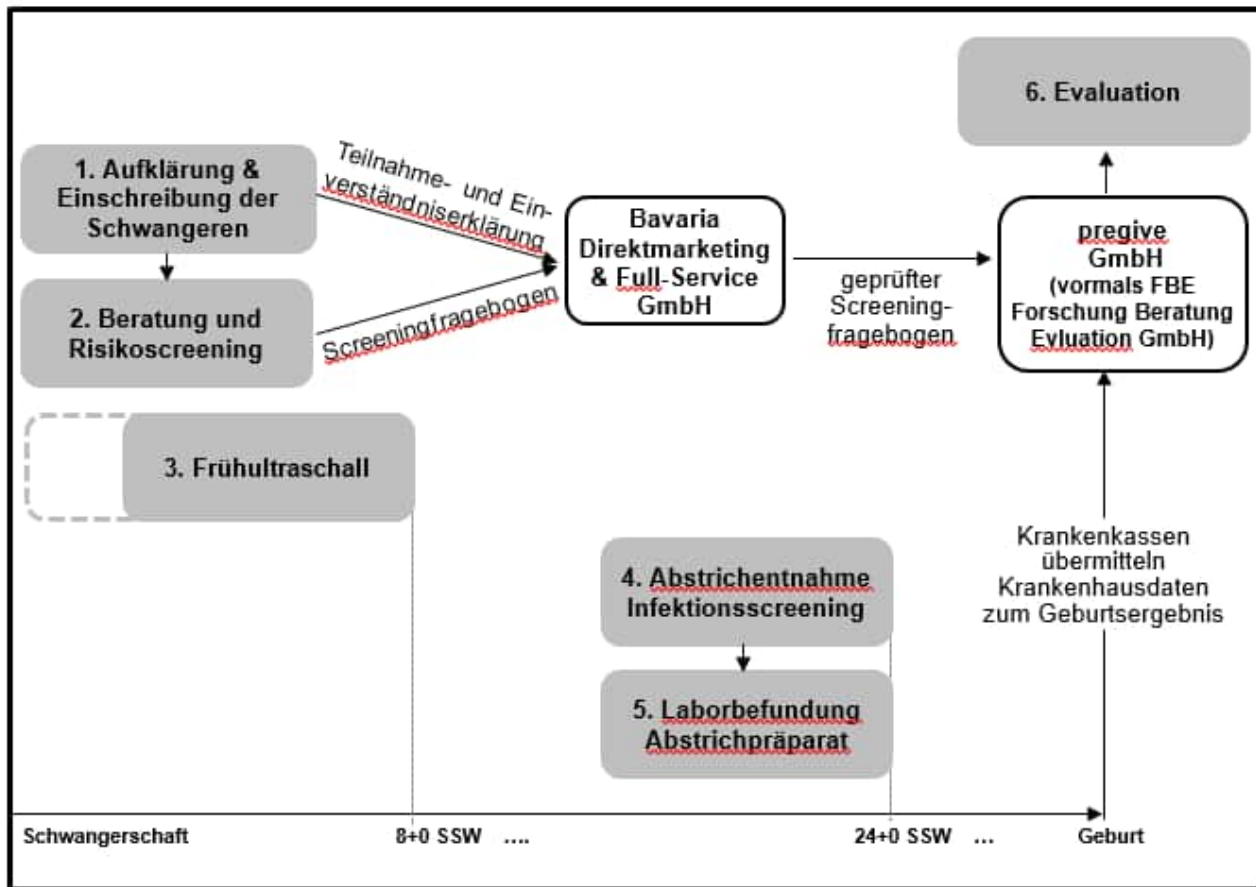 6. Evaluation
1. Aufklärung &
Einschreibung der
Schwangeren
Teilnahme- und Ein-
verständniserklärung
Bavaria
Direktmarketing
& Full-Service
GmbH
pregive
GmbH
(vormals FBE
Forschung Beratung
Evluation GmbH)
2. Beratung und
Risikoscreening
Screeningfragebogen
geprüfter
Screening-
fragebogen
3. Frühultraschall
4. Abstrichentnahme
Infektionsscreening
Krankenkassen
übermitteln
Krankenhausdaten
zum Geburtsergebnis
5. Laborbefundung
Abstrichpräparat
Schwangerschaft 8+0 SSW .... 24+0 SSW ... Geburt